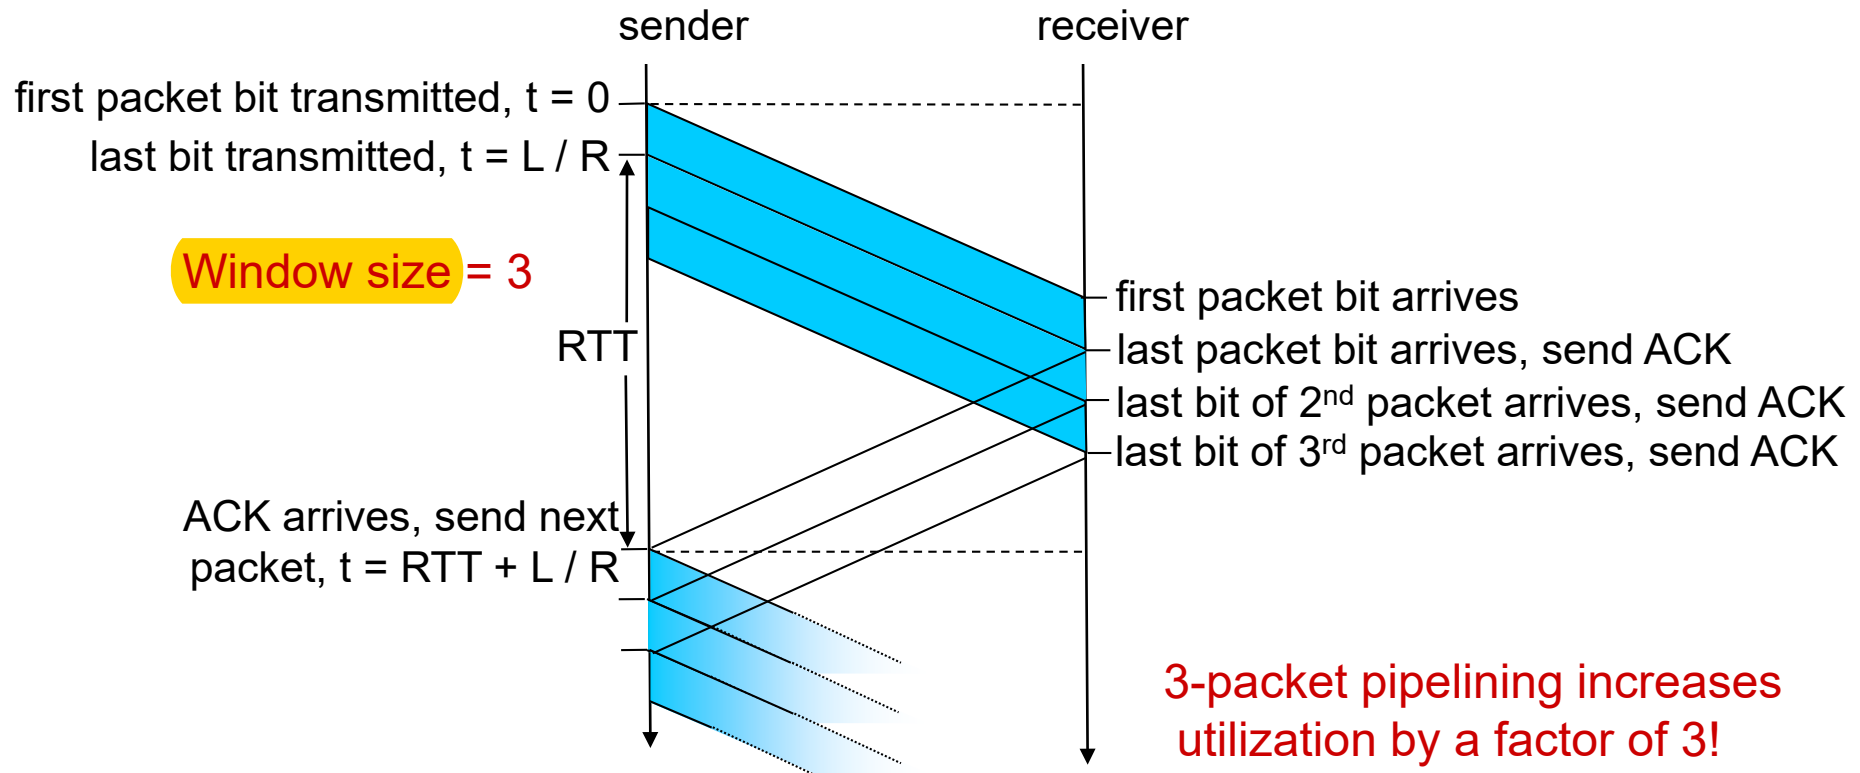 sender
receiver
first packet bit transmitted, t = 0
last bit transmitted, t = L / R
Window size = 3
RTT
first packet bit arrives
last packet bit arrives, send ACK
last bit of 2nd packet arrives, send ACK
last bit of 3rd packet arrives, send ACK
ACK arrives, send next
packet, t = RTT + L / R
3-packet pipelining increases
utilization by a factor of 3!